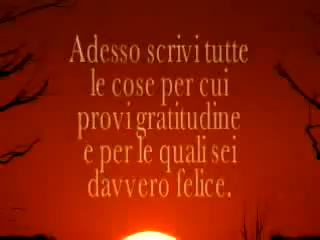 Adesso scrivi tutte
le cose per cui
provi gratitudine
e per le quali sei
davvero felice.